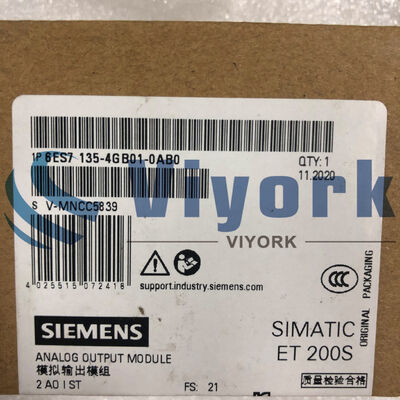 1P 6ES7 135-4GB01-0AB0
QTY: 1
11.2020
S V-MNCC5839
Viyork
VIYORK
support.industry.siemens.com
4 025515 072416
CCC
ORIGINAL PACKAGING
SIEMENS
SIMATIC
ET 200S
ANALOG OUTPUT MODULE
模拟输出模组
2 AO I ST
FS: 21
质量检验合格